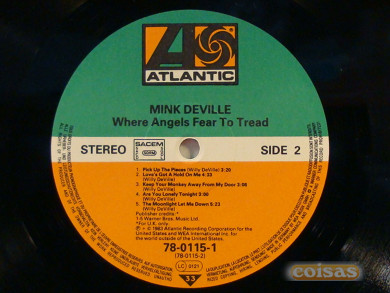 ATLANTIC
MINK DEVILLE
Where Angels Fear To Tread
STEREO
SACEM
SIDE 2
1. Pick Up The Pieces (Willy DeVille) 3:20
2. Love's Got A Hold On Me 4:33
(Willy DeVille)
3. Keep Your Monkey Away From My Door 3:08
(Willy DeVille)
4. Are You Lonely Tonight 3:00
(Willy DeVille)
5. The Moonlight Let Me Down 5:23
(Willy DeVille)
Publisher credits: *
1-5 Warner Bros. Music Ltd.
*For U.K. only.
℗ + © 1983 Atlantic Recording Corporation for the
United States and WEA International Inc. for
the world outside of the United States.
78-0115-1
(78-0115-2)
LC 0121
33
coisas